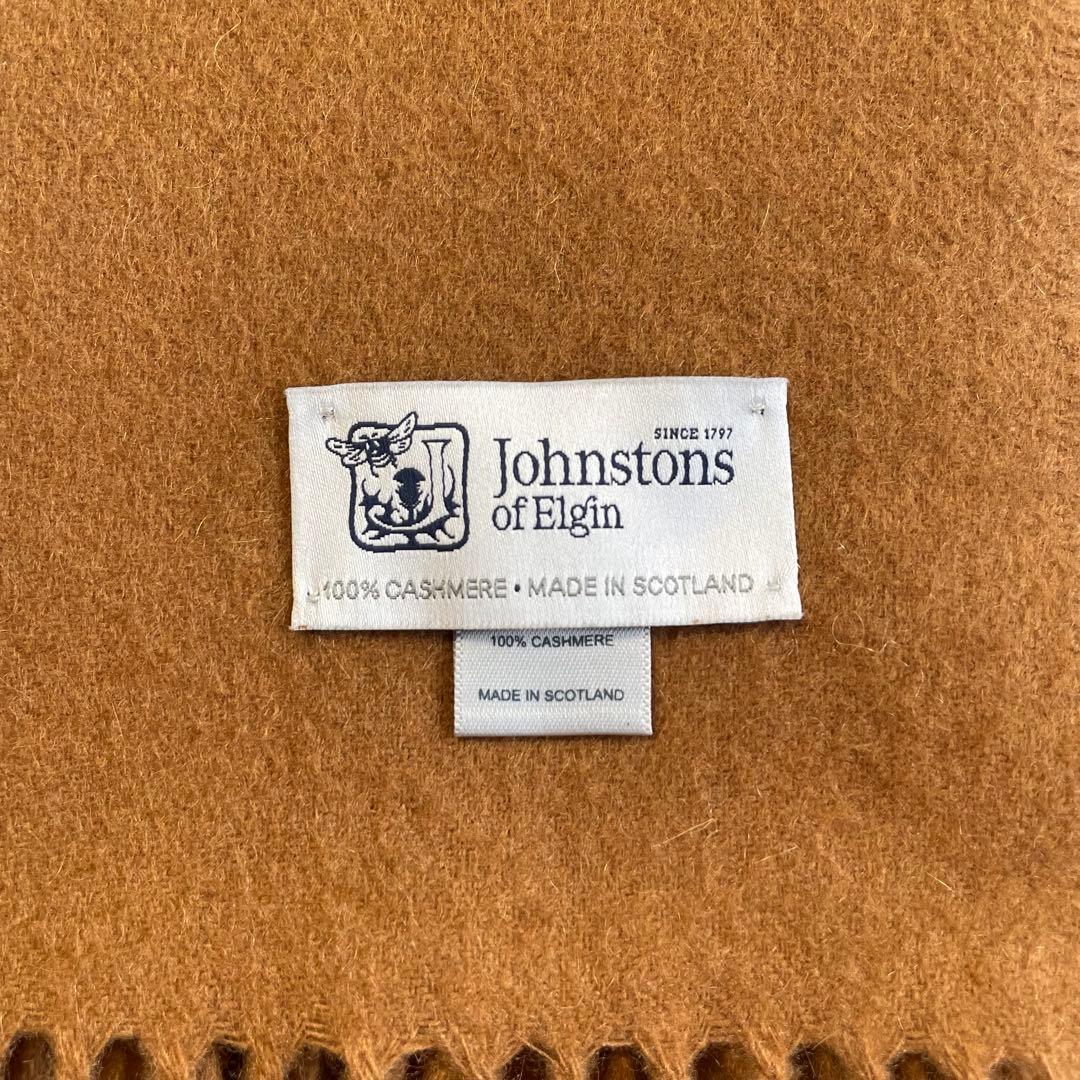 SINCE 1797
Johnstons
of Elgin
100% CASHMERE • MADE IN SCOTLAND
100% CASHMERE
MADE IN SCOTLAND